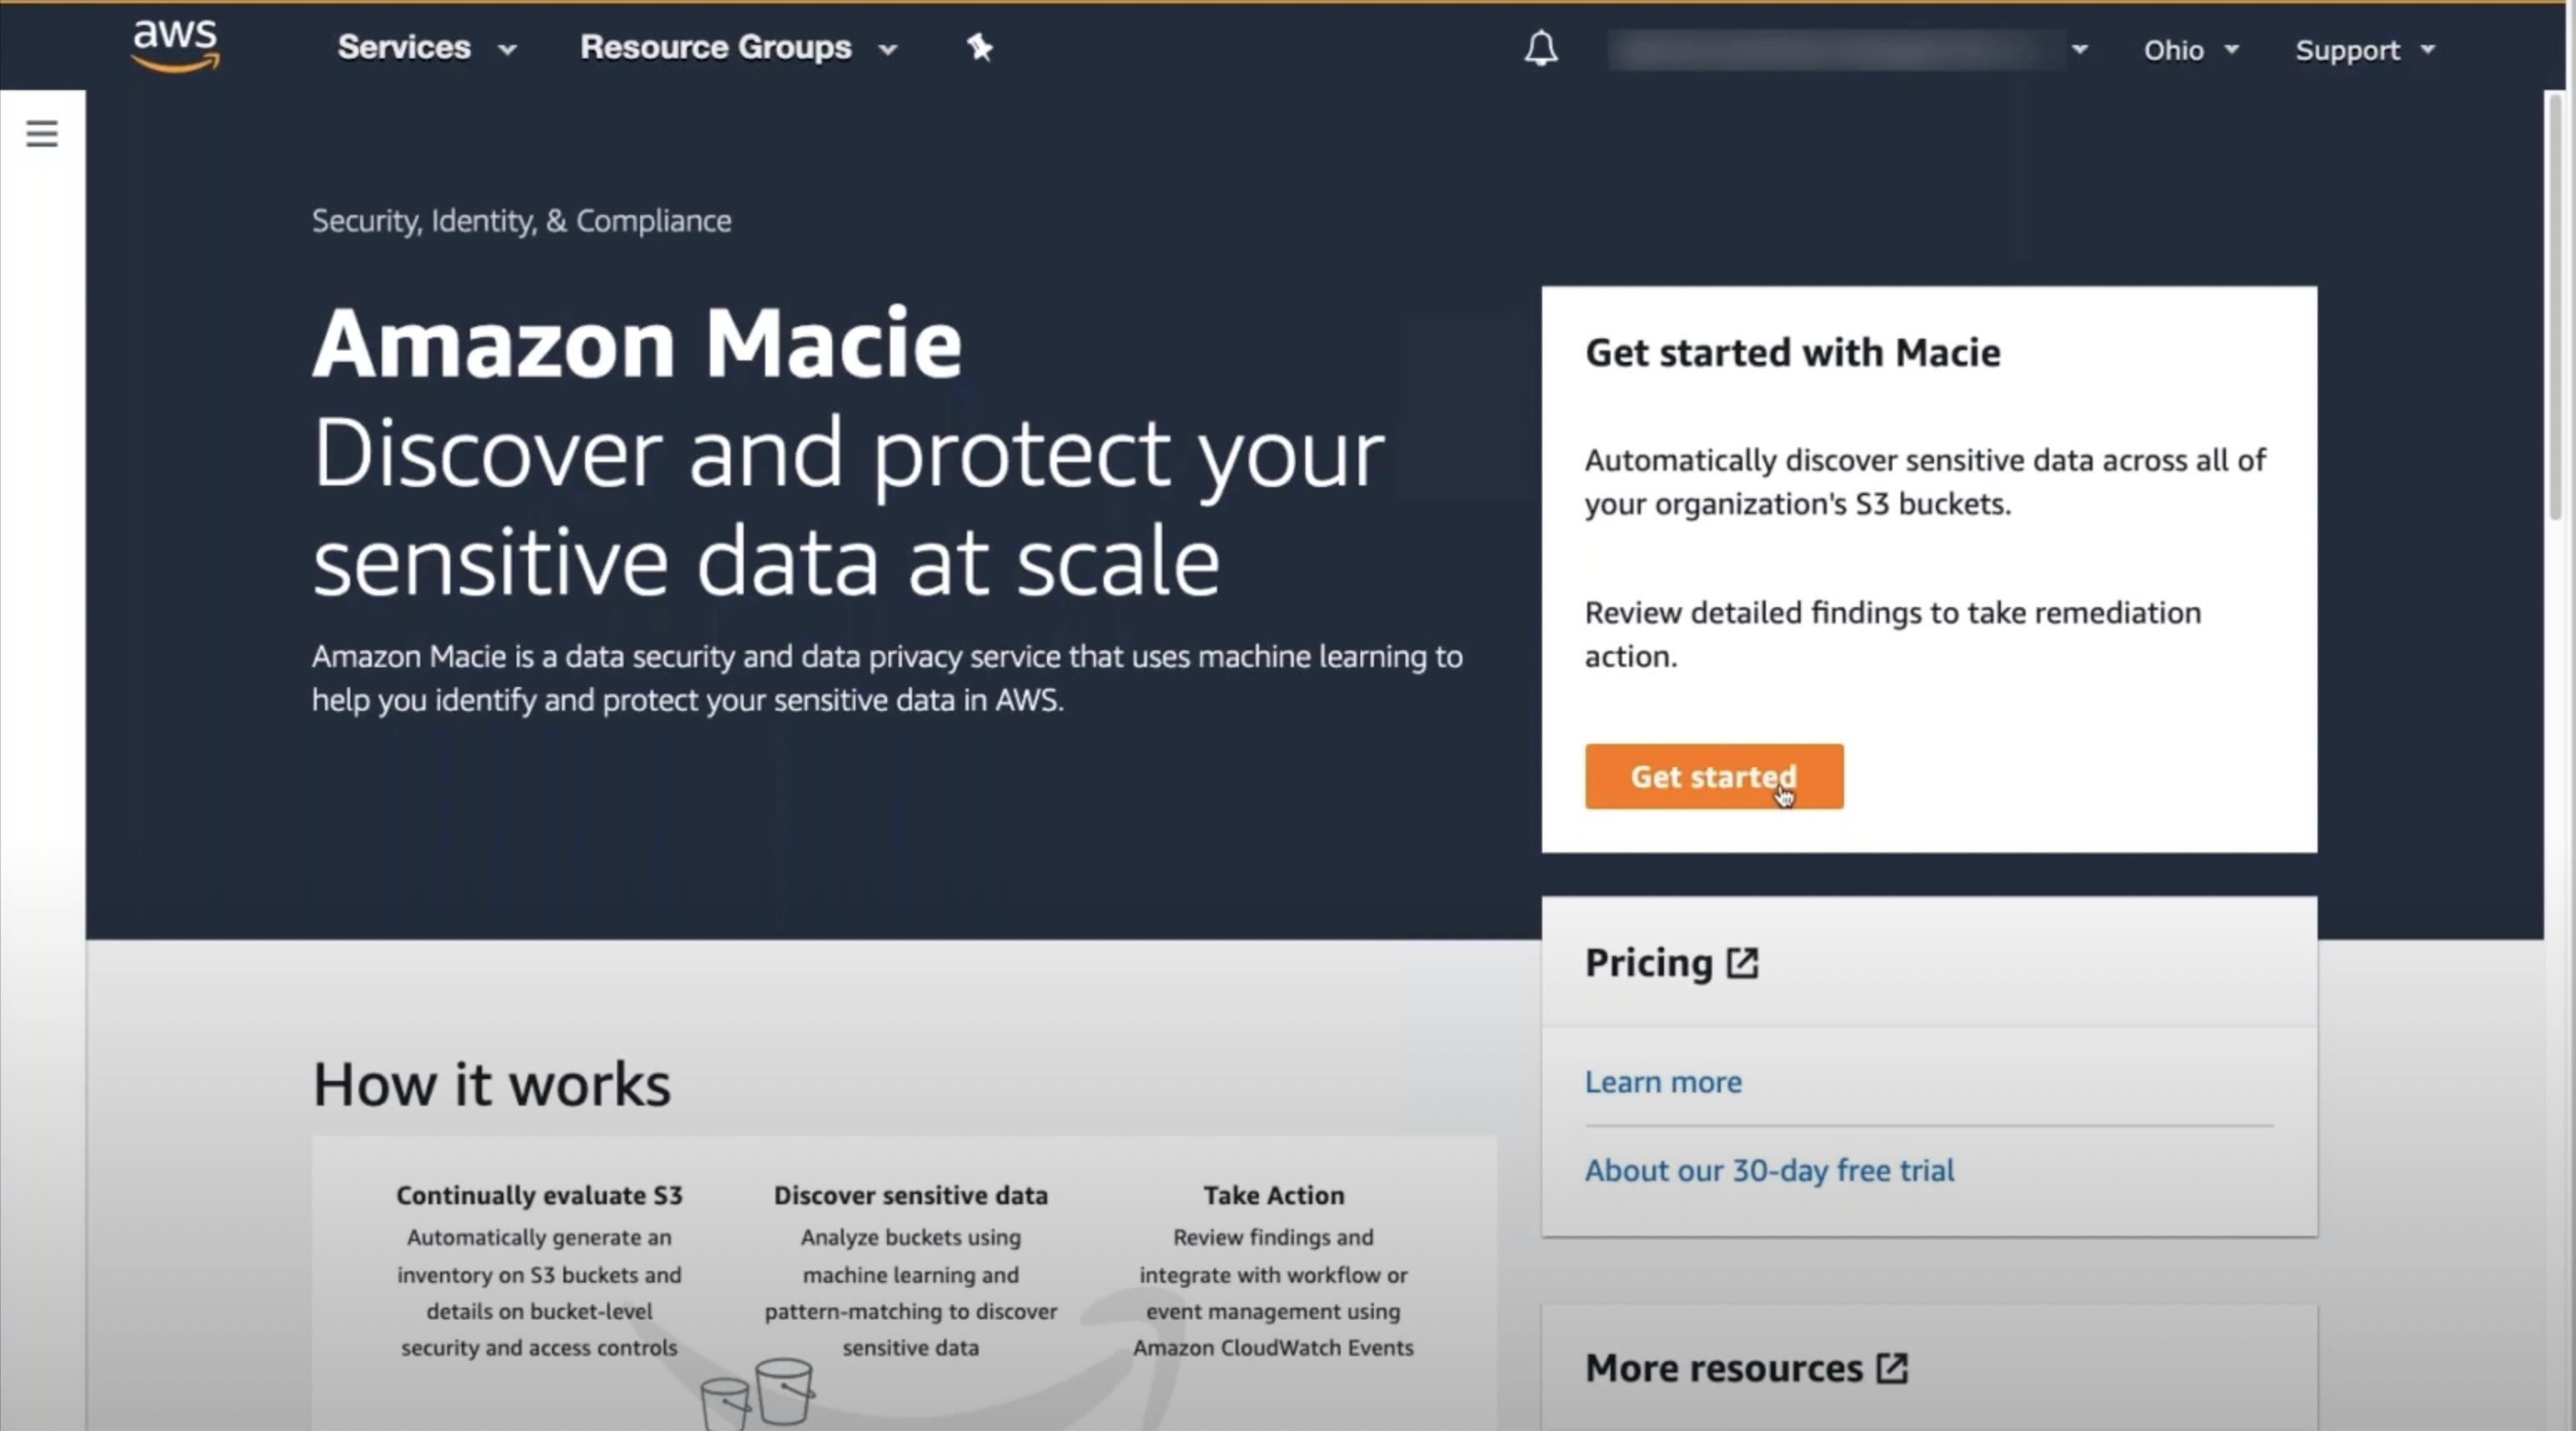 aws
Services
Resource Groups
Ohio
Support
Security, Identity, & Compliance
Amazon Macie
Discover and protect your
sensitive data at scale
Amazon Macie is a data security and data privacy service that uses machine learning to
help you identify and protect your sensitive data in AWS.
Get started with Macie
Automatically discover sensitive data across all of
your organization's S3 buckets.
Review detailed findings to take remediation
action.
Get started
Pricing
Learn more
About our 30-day free trial
More resources
How it works
Continually evaluate S3
Automatically generate an
inventory on S3 buckets and
details on bucket-level
security and access controls
Discover sensitive data
Analyze buckets using
machine learning and
pattern-matching to discover
sensitive data
Take Action
Review findings and
integrate with workflow or
event management using
Amazon CloudWatch Events